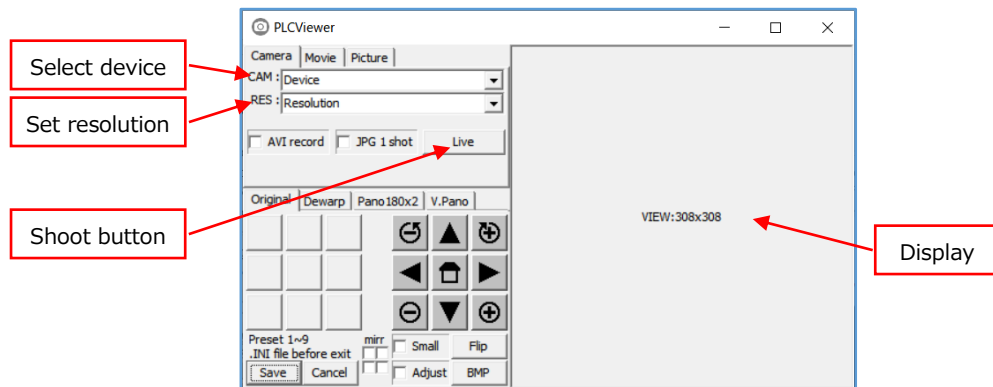 PLCViewer
Camera Movie Picture
Select device
CAM : Device
RES : Resolution
Set resolution
AVI record JPG 1 shot Live
Original Dewarp Pano180x2 V.Pano
VIEW:308x308
Shoot button
Display
Preset 1~9 mirr Small Flip
.INI file before exit
Save Cancel Adjust BMP